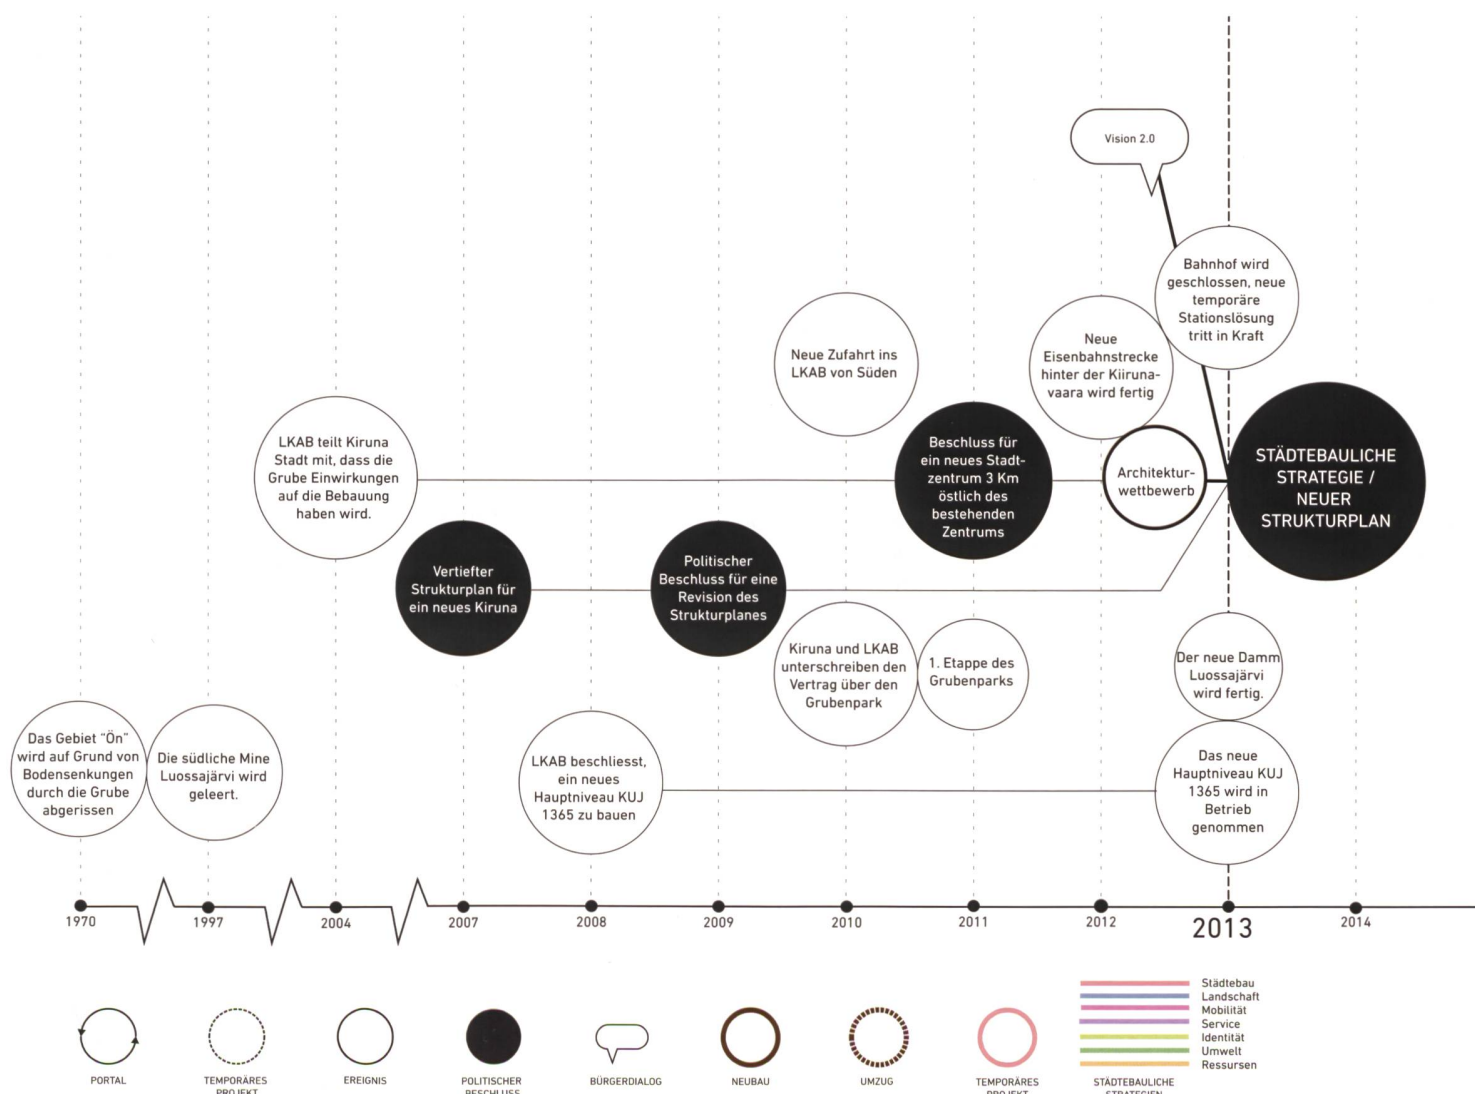 Vision 2.0
Bahnhof wird
geschlossen, neue
temporäre
Stationslösung
tritt in Kraft
Neue Zufahrt ins
LKAB von Süden
Neue
Eisenbahnstrecke
hinter der Kiiruna-
vaara wird fertig
LKAB teilt Kiruna
Stadt mit, dass die
Grube Einwirkungen
auf die Bebauung
haben wird.
Beschluss für
ein neues Stadt-
zentrum 3 Km
östlich des
bestehenden
Zentrums
Architektur-
wettbewerb
STÄDTEBAULICHE
STRATEGIE /
NEUER
STRUKTURPLAN
Vertiefter
Strukturplan für
ein neues Kiruna
Politischer
Beschluss für eine
Revision des
Strukturplanes
Kiruna und LKAB
unterschreiben den
Vertrag über den
Grubenpark
1. Etappe des
Grubenparks
Der neue Damm
Luossajärvi
wird fertig.
Das Gebiet "Ön"
wird auf Grund von
Bodensenkungen
durch die Grube
abgerissen
Die südliche Mine
Luossajärvi wird
geleert.
LKAB beschliesst,
ein neues
Hauptniveau KUJ
1365 zu bauen
Das neue
Hauptniveau KUJ
1365 wird in
Betrieb
genommen
1970
1997
2004
2007
2008
2009
2010
2011
2012
2013
2014
PORTAL
TEMPORÄRES
PROJEKT
EREIGNIS
POLITISCHER
BESCHLUSS
BÜRGERDIALOG
NEUBAU
UMZUG
TEMPORÄRES
PROJEKT
Städtebau
Landschaft
Mobilität
Service
Identität
Umwelt
Ressursen
STÄDTEBAULICHE
STRATEGIEN